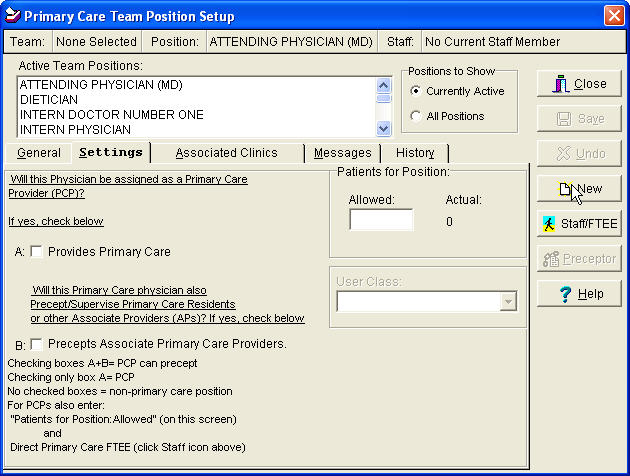 Primary Care Team Position Setup
Team: None Selected Position: ATTENDING PHYSICIAN (MD) Staff: No Current Staff Member
Active Team Positions:
ATTENDING PHYSICIAN (MD)
DIETICIAN
INTERN DOCTOR NUMBER ONE
INTERN PHYSICIAN
Positions to Show
Currently Active
All Positions
Close
Save
Undo
New
Staff/FTEE
Preceptor
Help
General Settings Associated Clinics Messages History
Will this Physician be assigned as a Primary Care
Provider (PCP)?
If yes, check below
A: Provides Primary Care
Will this Primary Care physician also
Precept/Supervise Primary Care Residents
or other Associate Providers (APs)? If yes, check below
B: Precepts Associate Primary Care Providers.
Checking boxes A+B= PCP can precept
Checking only box A= PCP
No checked boxes = non-primary care position
For PCPs also enter:
"Patients for Position:Allowed" (on this screen)
and
Direct Primary Care FTEE (click Staff icon above)
Patients for Position:
Allowed: Actual:
0
User Class: